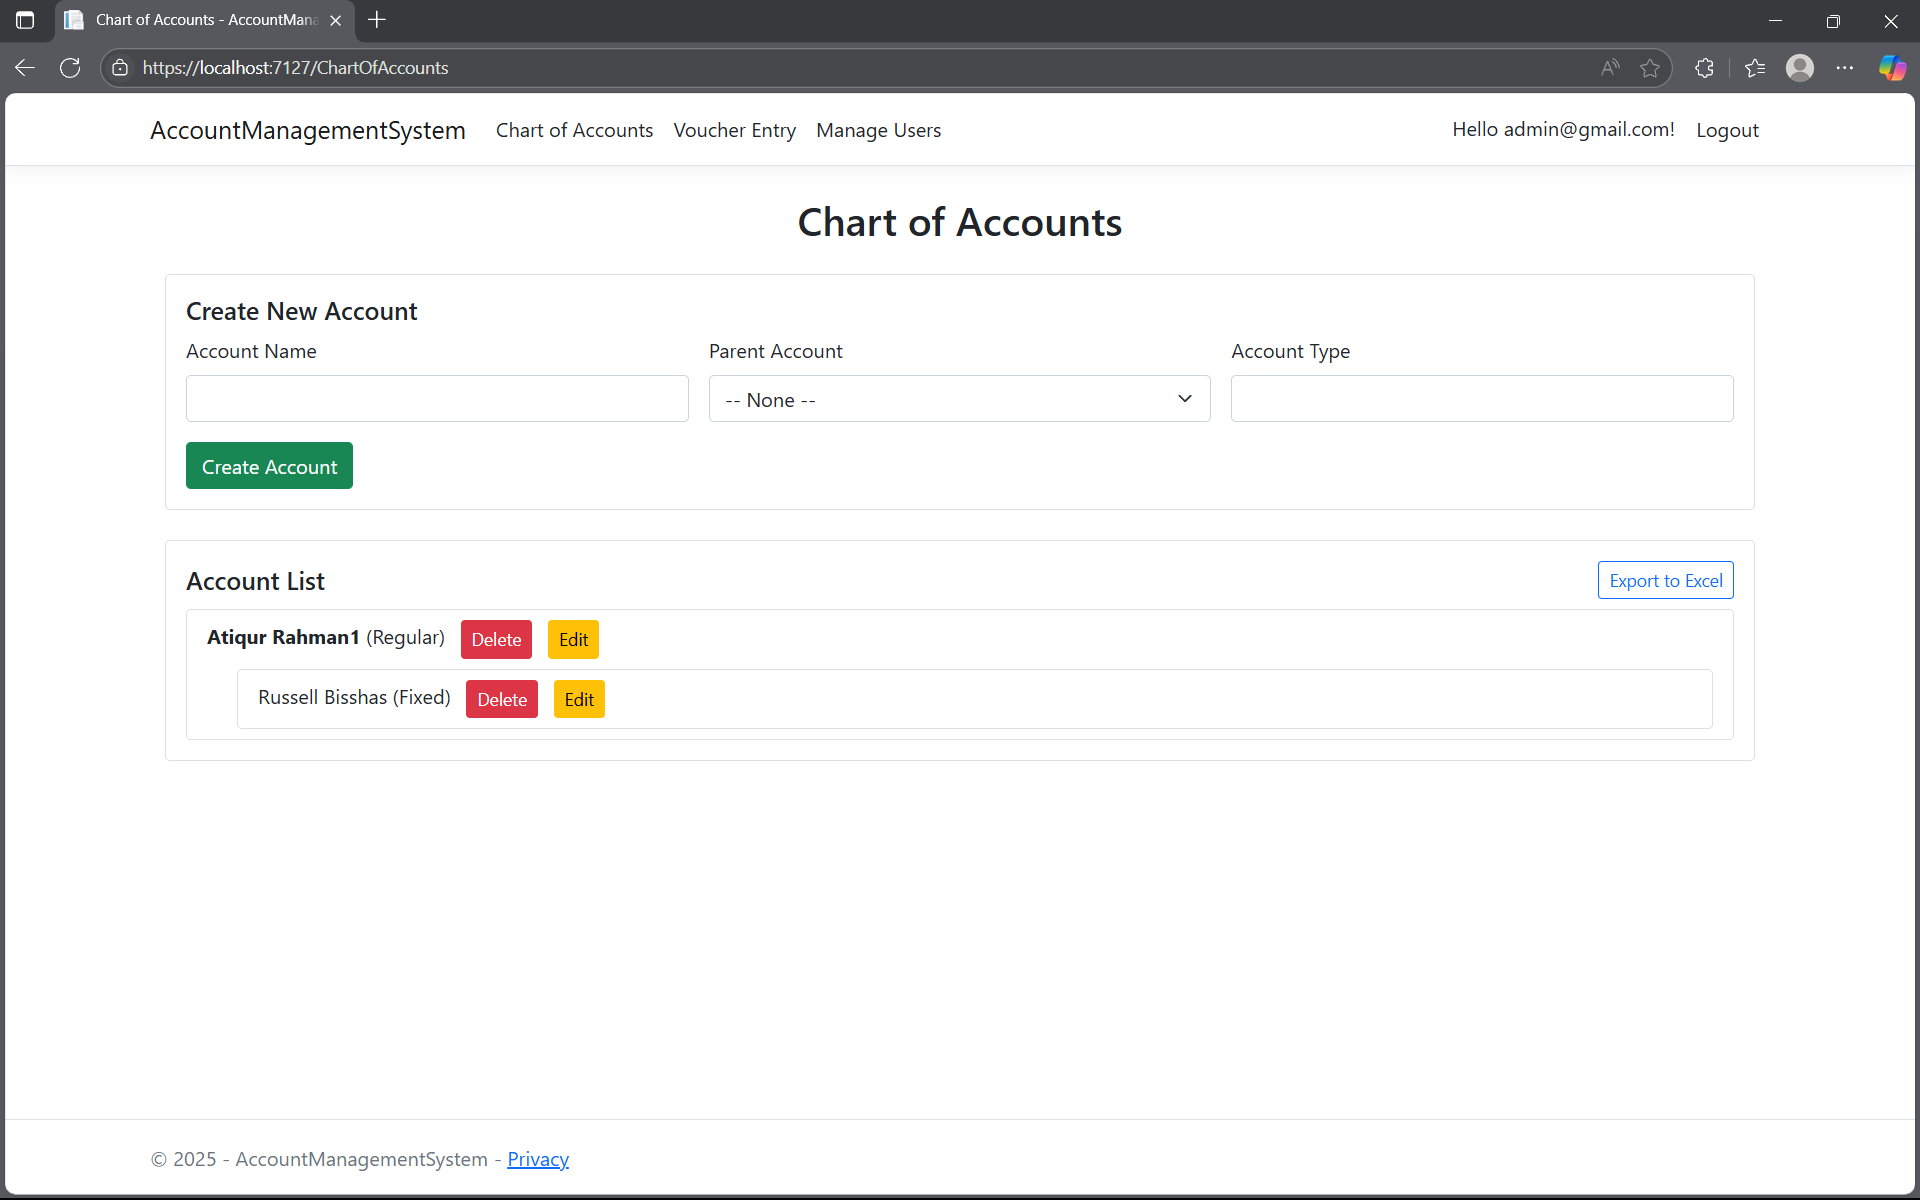 Chart of Accounts - AccountMana
https://localhost:7127/ChartOfAccounts
AccountManagementSystem Chart of Accounts Voucher Entry Manage Users Hello admin@gmail.com! Logout
Chart of Accounts
Create New Account
Account Name Parent Account Account Type
-- None --
Create Account
Account List Export to Excel
Atiqur Rahman1 (Regular) Delete Edit
Russell Bisshas (Fixed) Delete Edit
© 2025 - AccountManagementSystem - Privacy